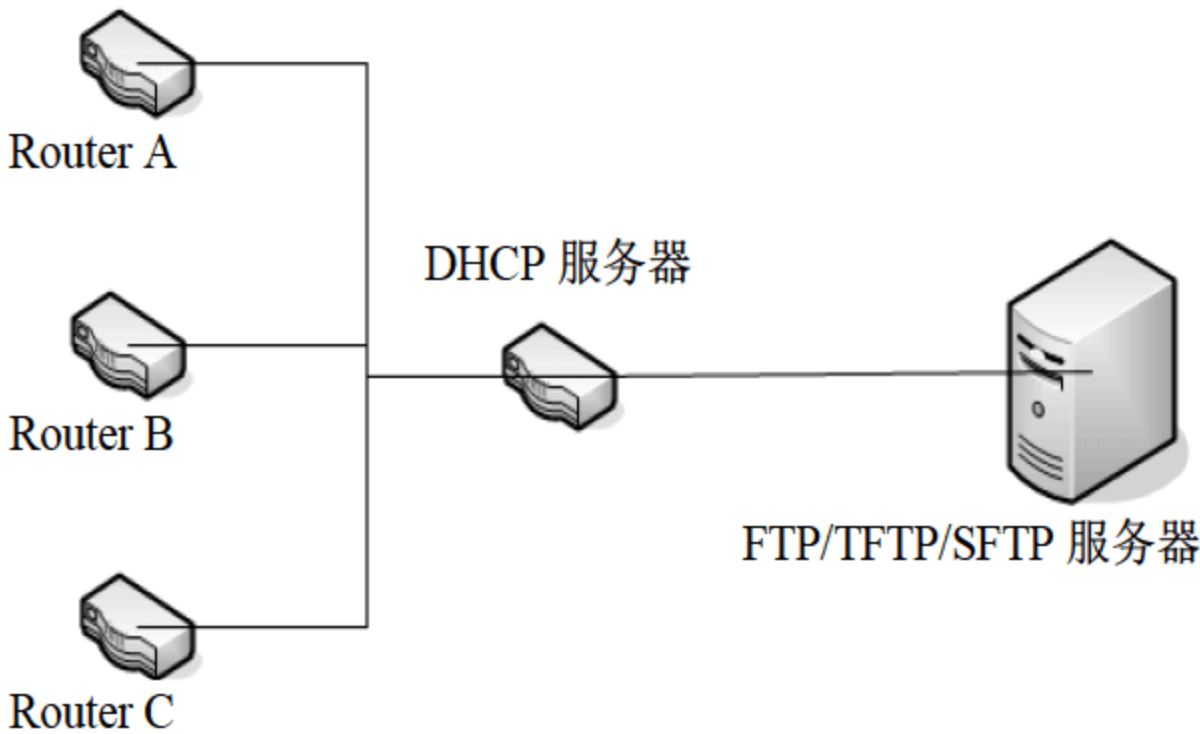 Router A
DHCP 服务器
Router B
FTP/TFTP/SFTP 服务器
Router C